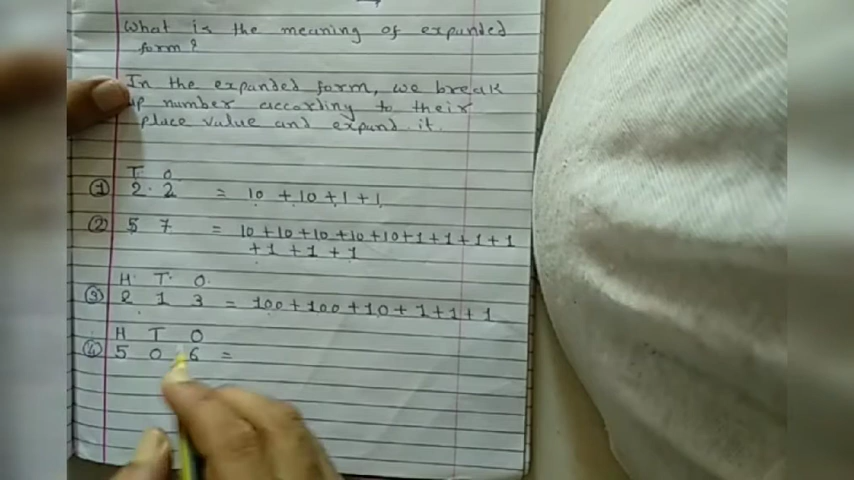 What is the meaning of expanded
form?
In the expanded form, we break
up number according to their
place value and expand it.
T O
① 2 2 = 10 + 10 + 1 + 1
② 5 7 = 10 + 10 + 10 + 10 + 10 + 1 + 1 + 1 + 1
+ 1 + 1 + 1
H T O
③ 2 1 3 = 100 + 100 + 10 + 1 + 1 + 1
H T O
④ 5 0 6 =